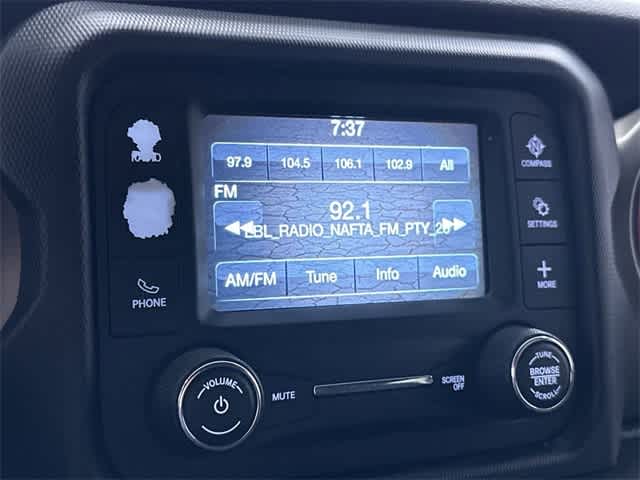 7:37
97.9 104.5 106.1 102.9 All
FM
92.1
LBL_RADIO_NAFTA_FM_PTY_20
AM/FM Tune Info Audio
PHONE
COMPASS
SETTINGS
MORE
VOLUME
MUTE
SCREEN
OFF
TUNE
BROWSE
ENTER
SCROLL